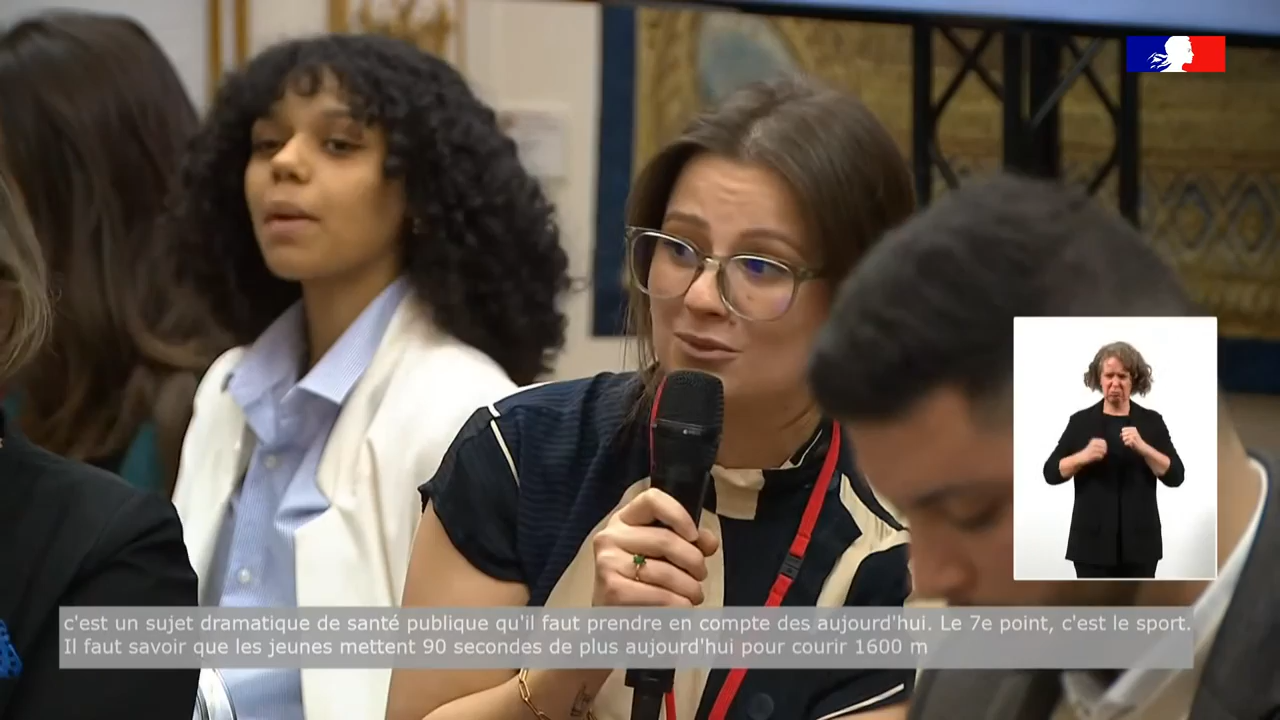 c'est un sujet dramatique de santé publique qu'il faut prendre en compte des aujourd'hui. Le 7e point, c'est le sport.
Il faut savoir que les jeunes mettent 90 secondes de plus aujourd'hui pour courir 1600 m